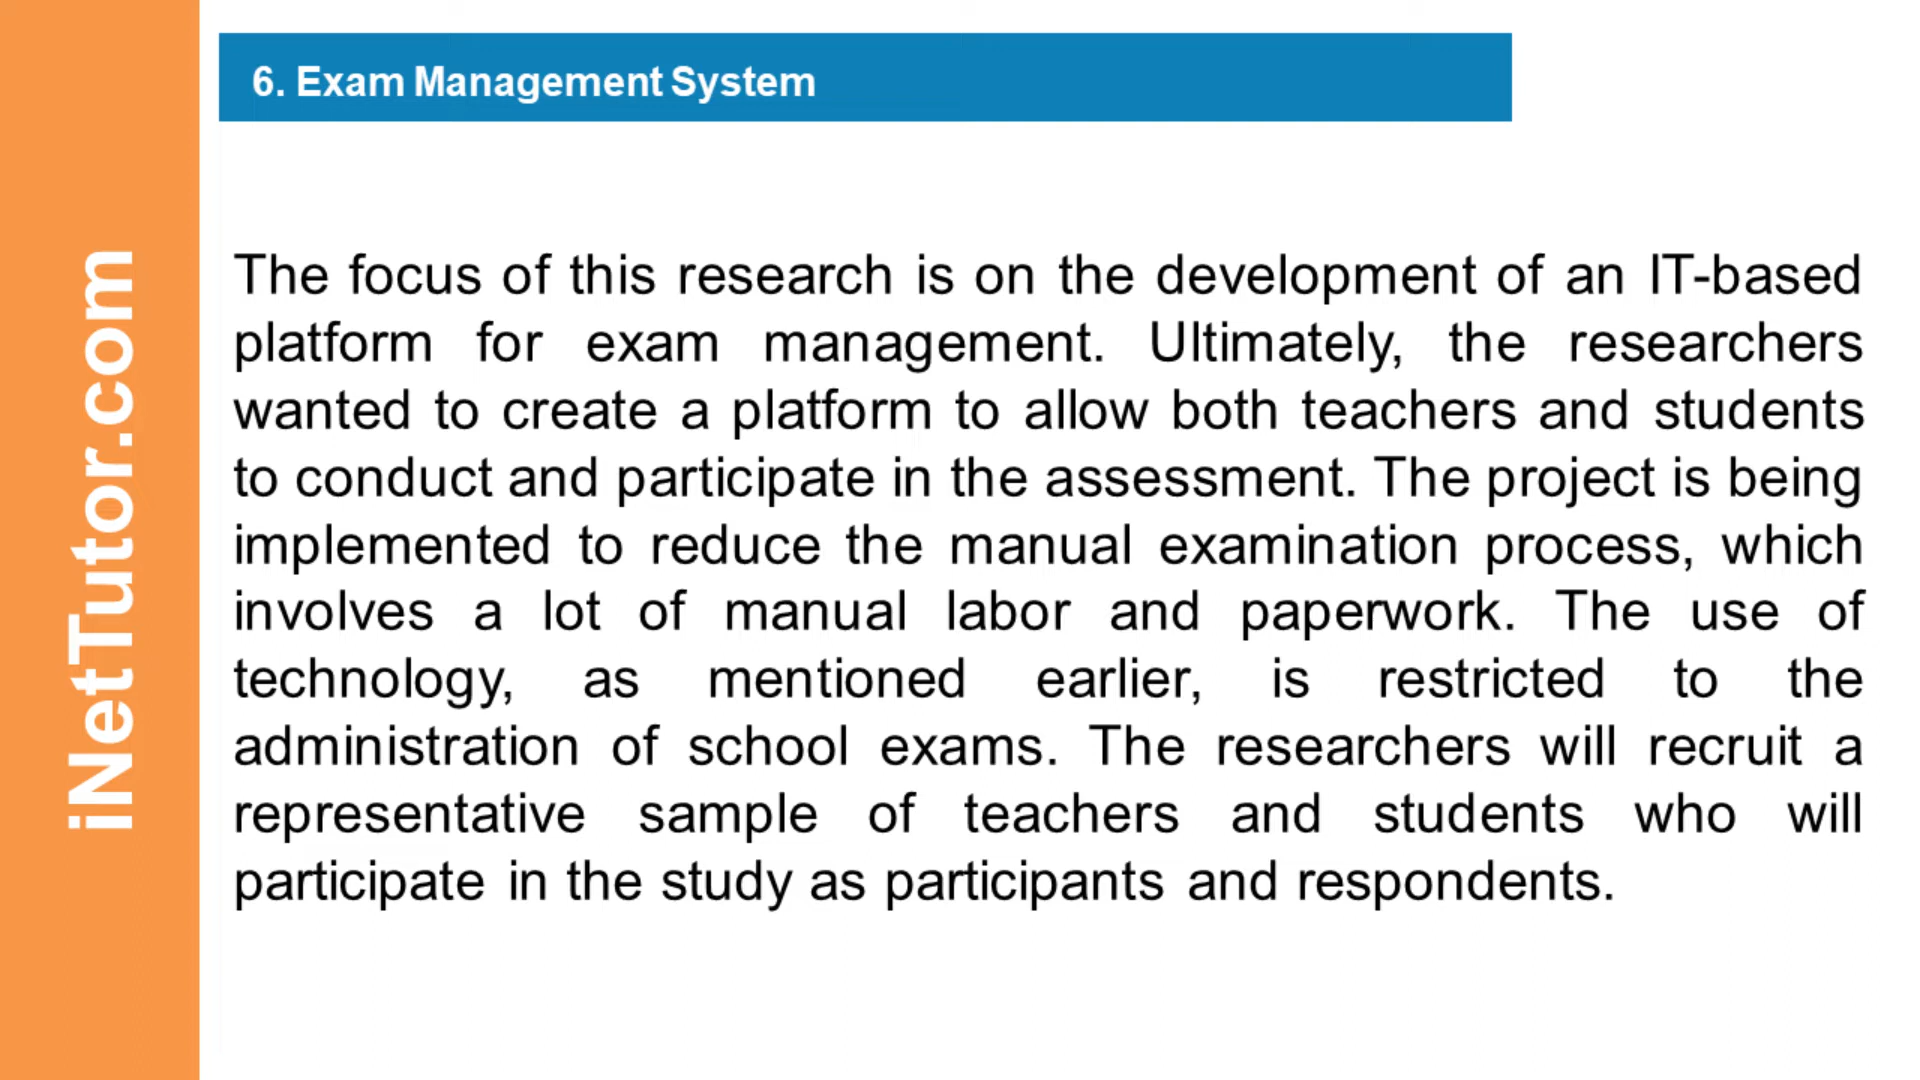 iNetTutor.com
6. Exam Management System
The focus of this research is on the development of an IT-based
platform for exam management. Ultimately, the researchers
wanted to create a platform to allow both teachers and students
to conduct and participate in the assessment. The project is being
implemented to reduce the manual examination process, which
involves a lot of manual labor and paperwork. The use of
technology, as mentioned earlier, is restricted to the
administration of school exams. The researchers will recruit a
representative sample of teachers and students who will
participate in the study as participants and respondents.